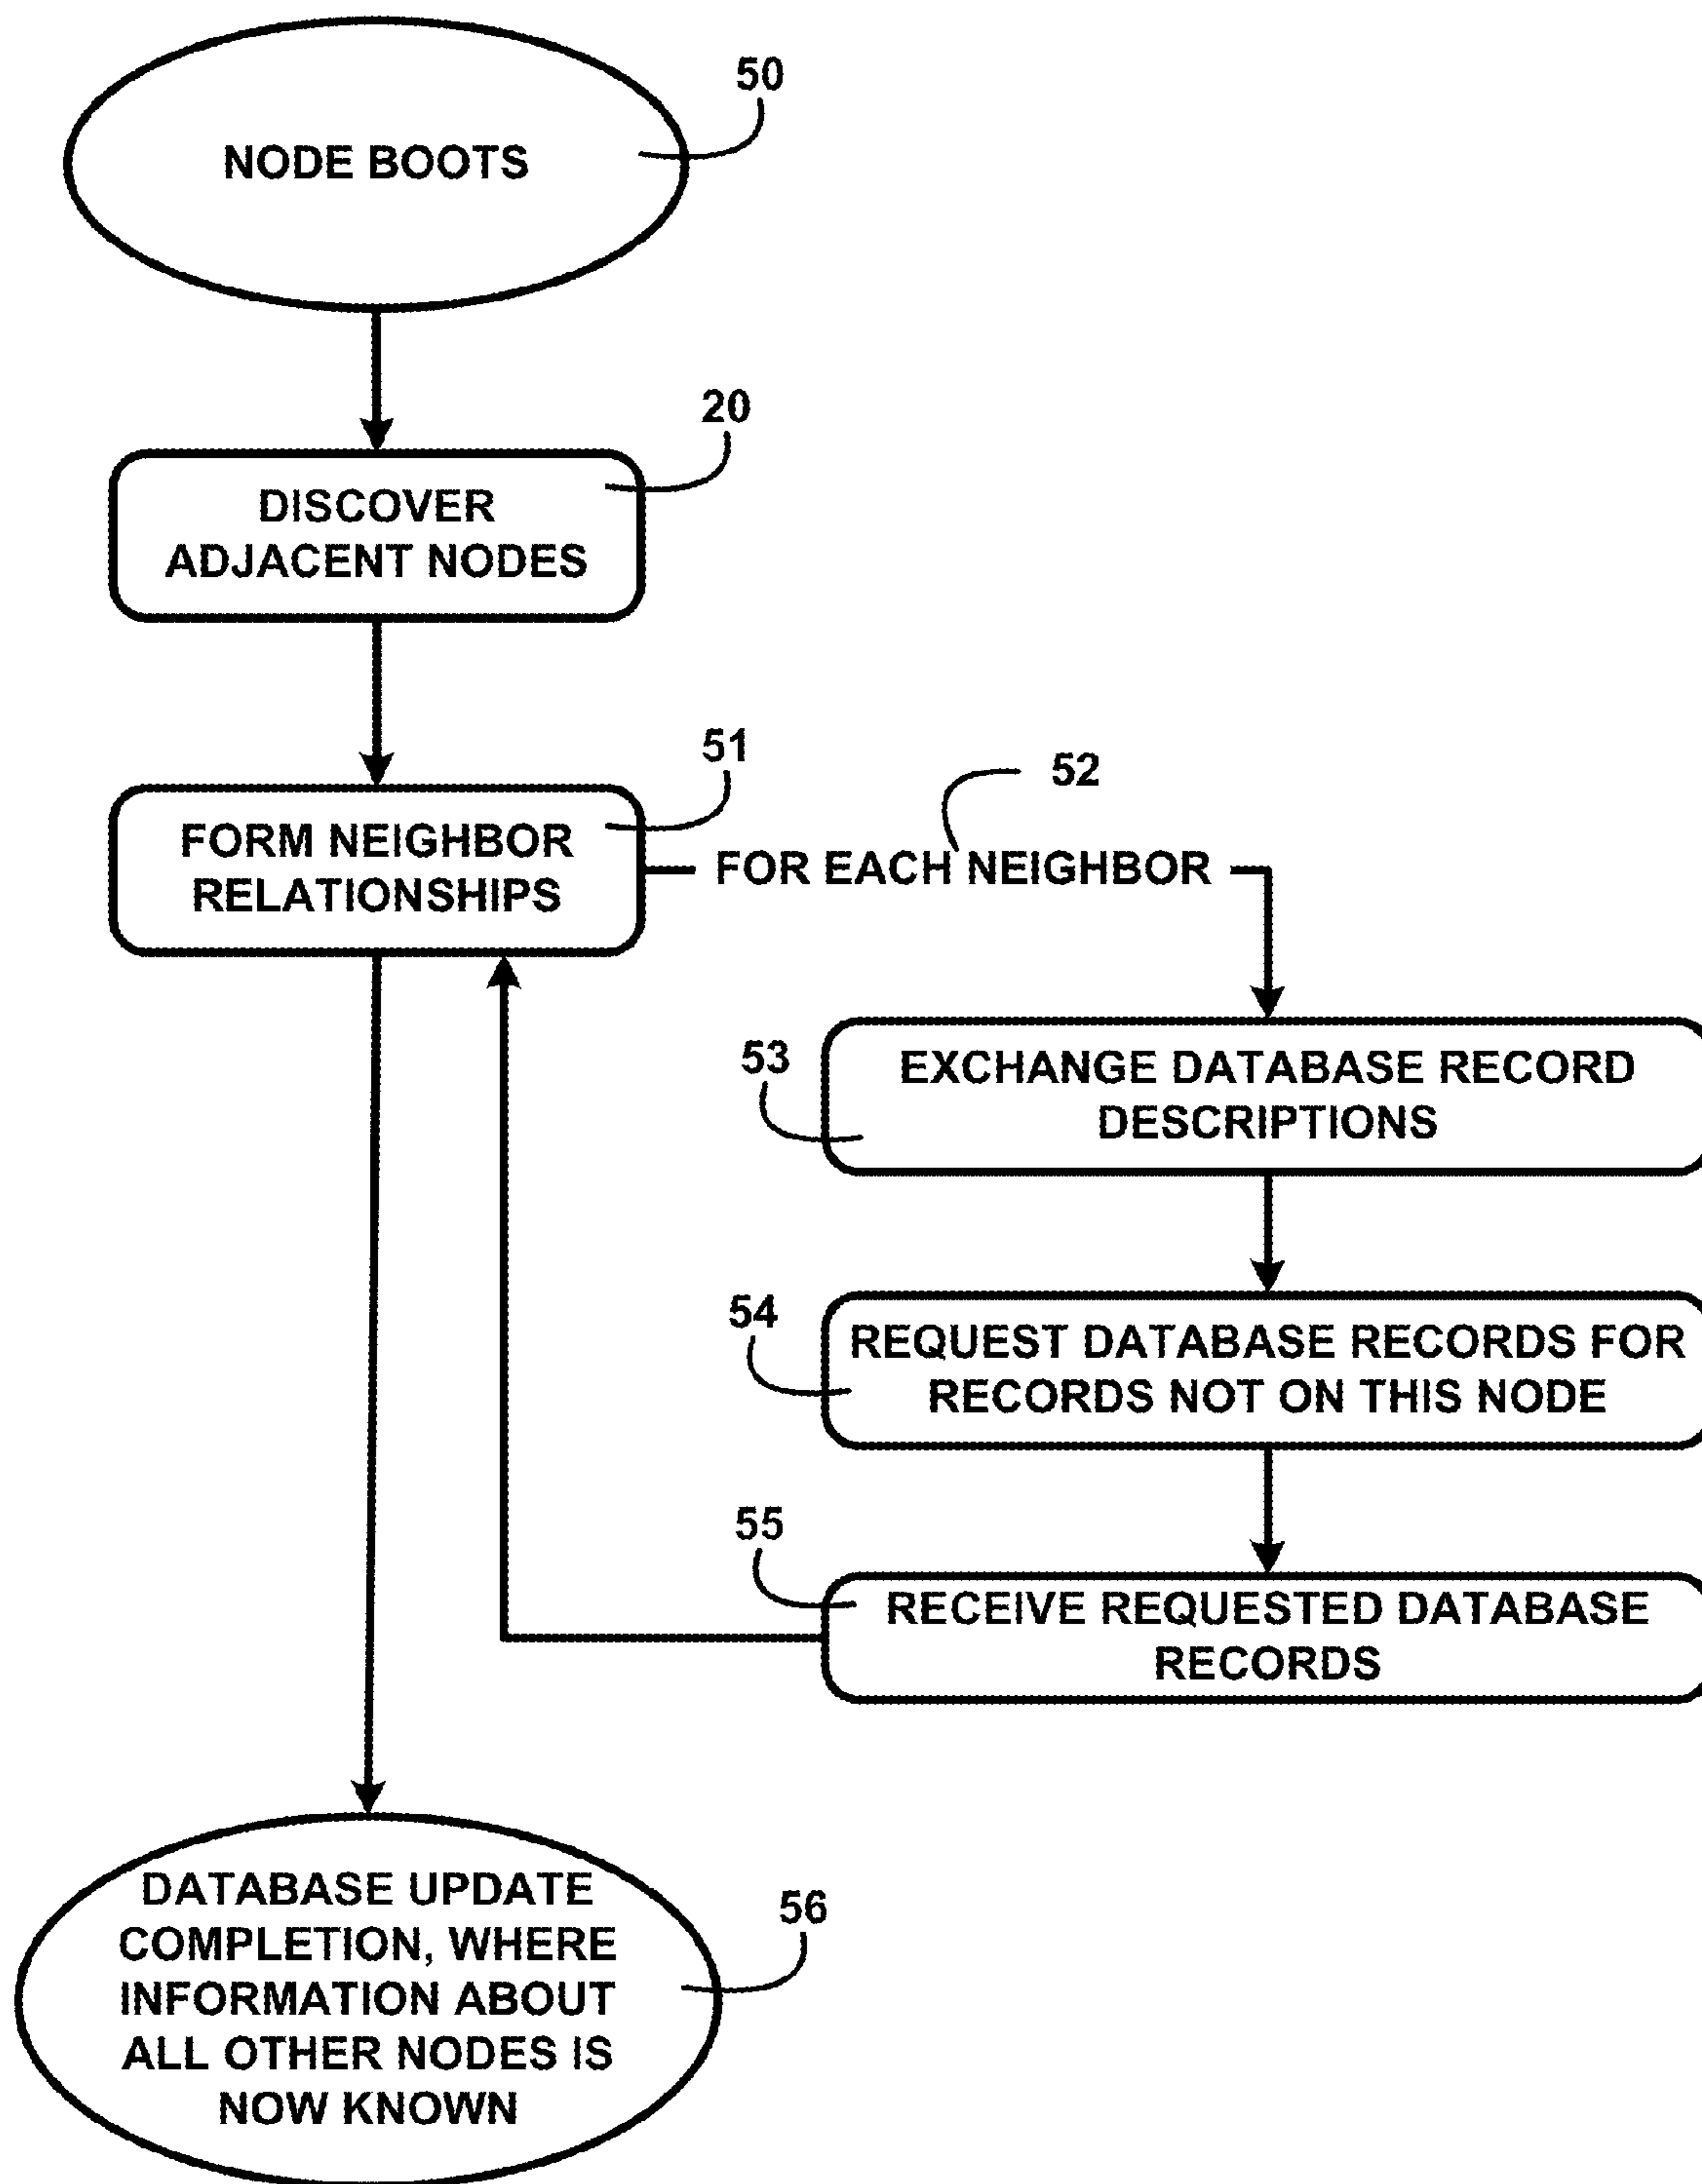 50
NODE BOOTS
20
DISCOVER
ADJACENT NODES
51
52
FORM NEIGHBOR
RELATIONSHIPS
FOR EACH NEIGHBOR
53
EXCHANGE DATABASE RECORD
DESCRIPTIONS
54
REQUEST DATABASE RECORDS FOR
RECORDS NOT ON THIS NODE
55
RECEIVE REQUESTED DATABASE
RECORDS
56
DATABASE UPDATE
COMPLETION, WHERE
INFORMATION ABOUT
ALL OTHER NODES IS
NOW KNOWN